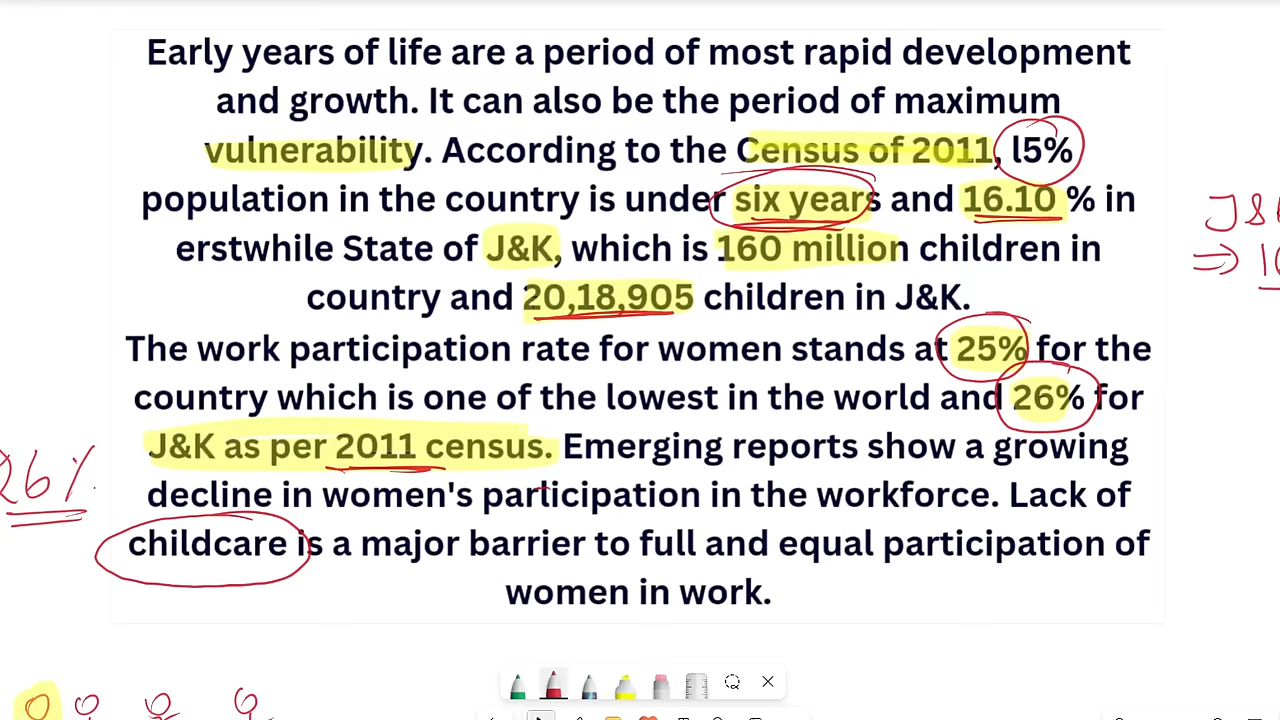 Early years of life are a period of most rapid development
and growth. It can also be the period of maximum
vulnerability. According to the Census of 2011, l5%
population in the country is under six years and 16.10 % in
erstwhile State of J&K, which is 160 million children in
country and 20,18,905 children in J&K.
The work participation rate for women stands at 25% for the
country which is one of the lowest in the world and 26% for
J&K as per 2011 census. Emerging reports show a growing
decline in women's participation in the workforce. Lack of
childcare is a major barrier to full and equal participation of
women in work.
26%